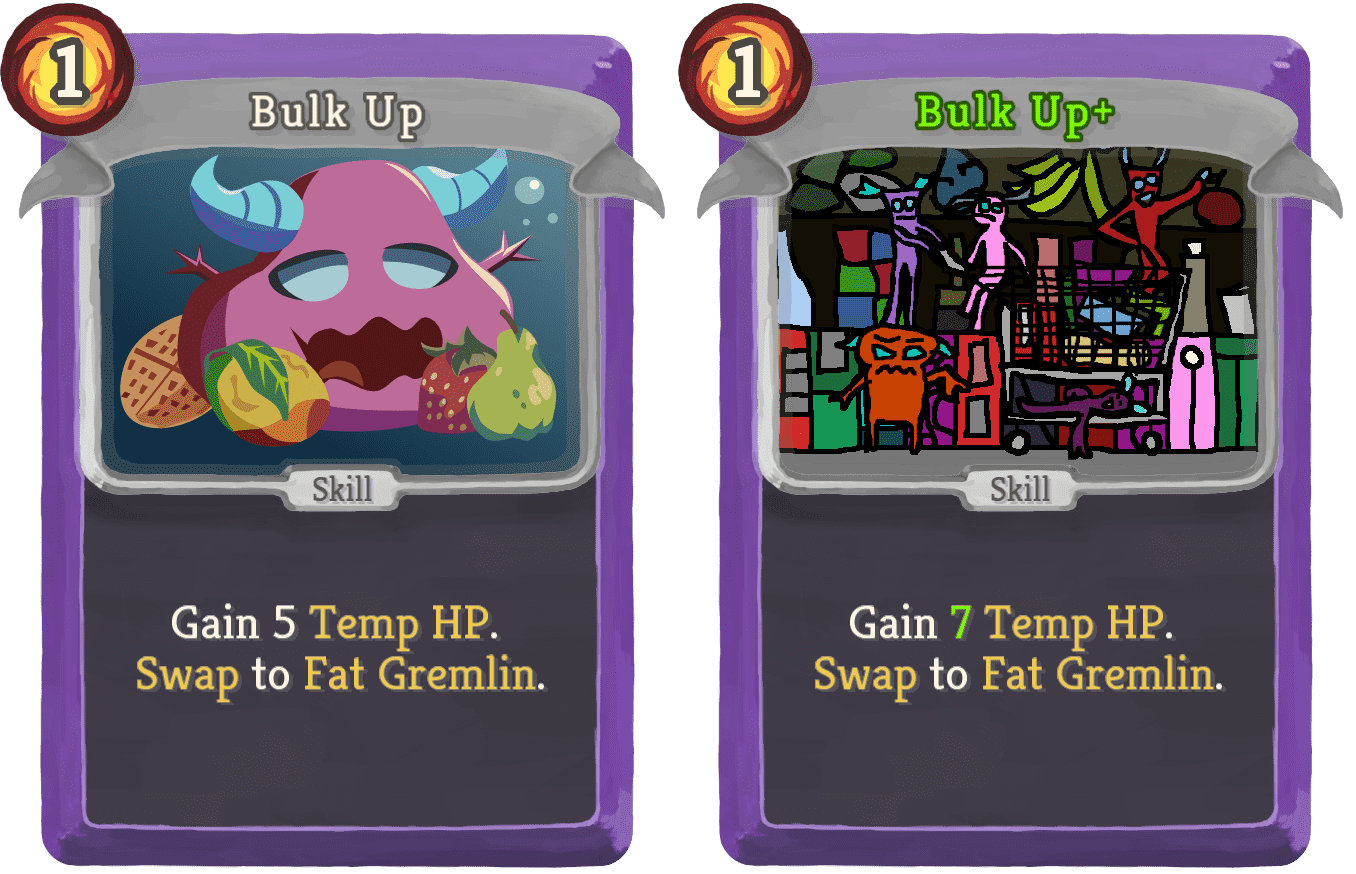 1
Bulk Up
Skill
Gain 5 Temp HP.
Swap to Fat Gremlin.
1
Bulk Up+
Skill
Gain 7 Temp HP.
Swap to Fat Gremlin.